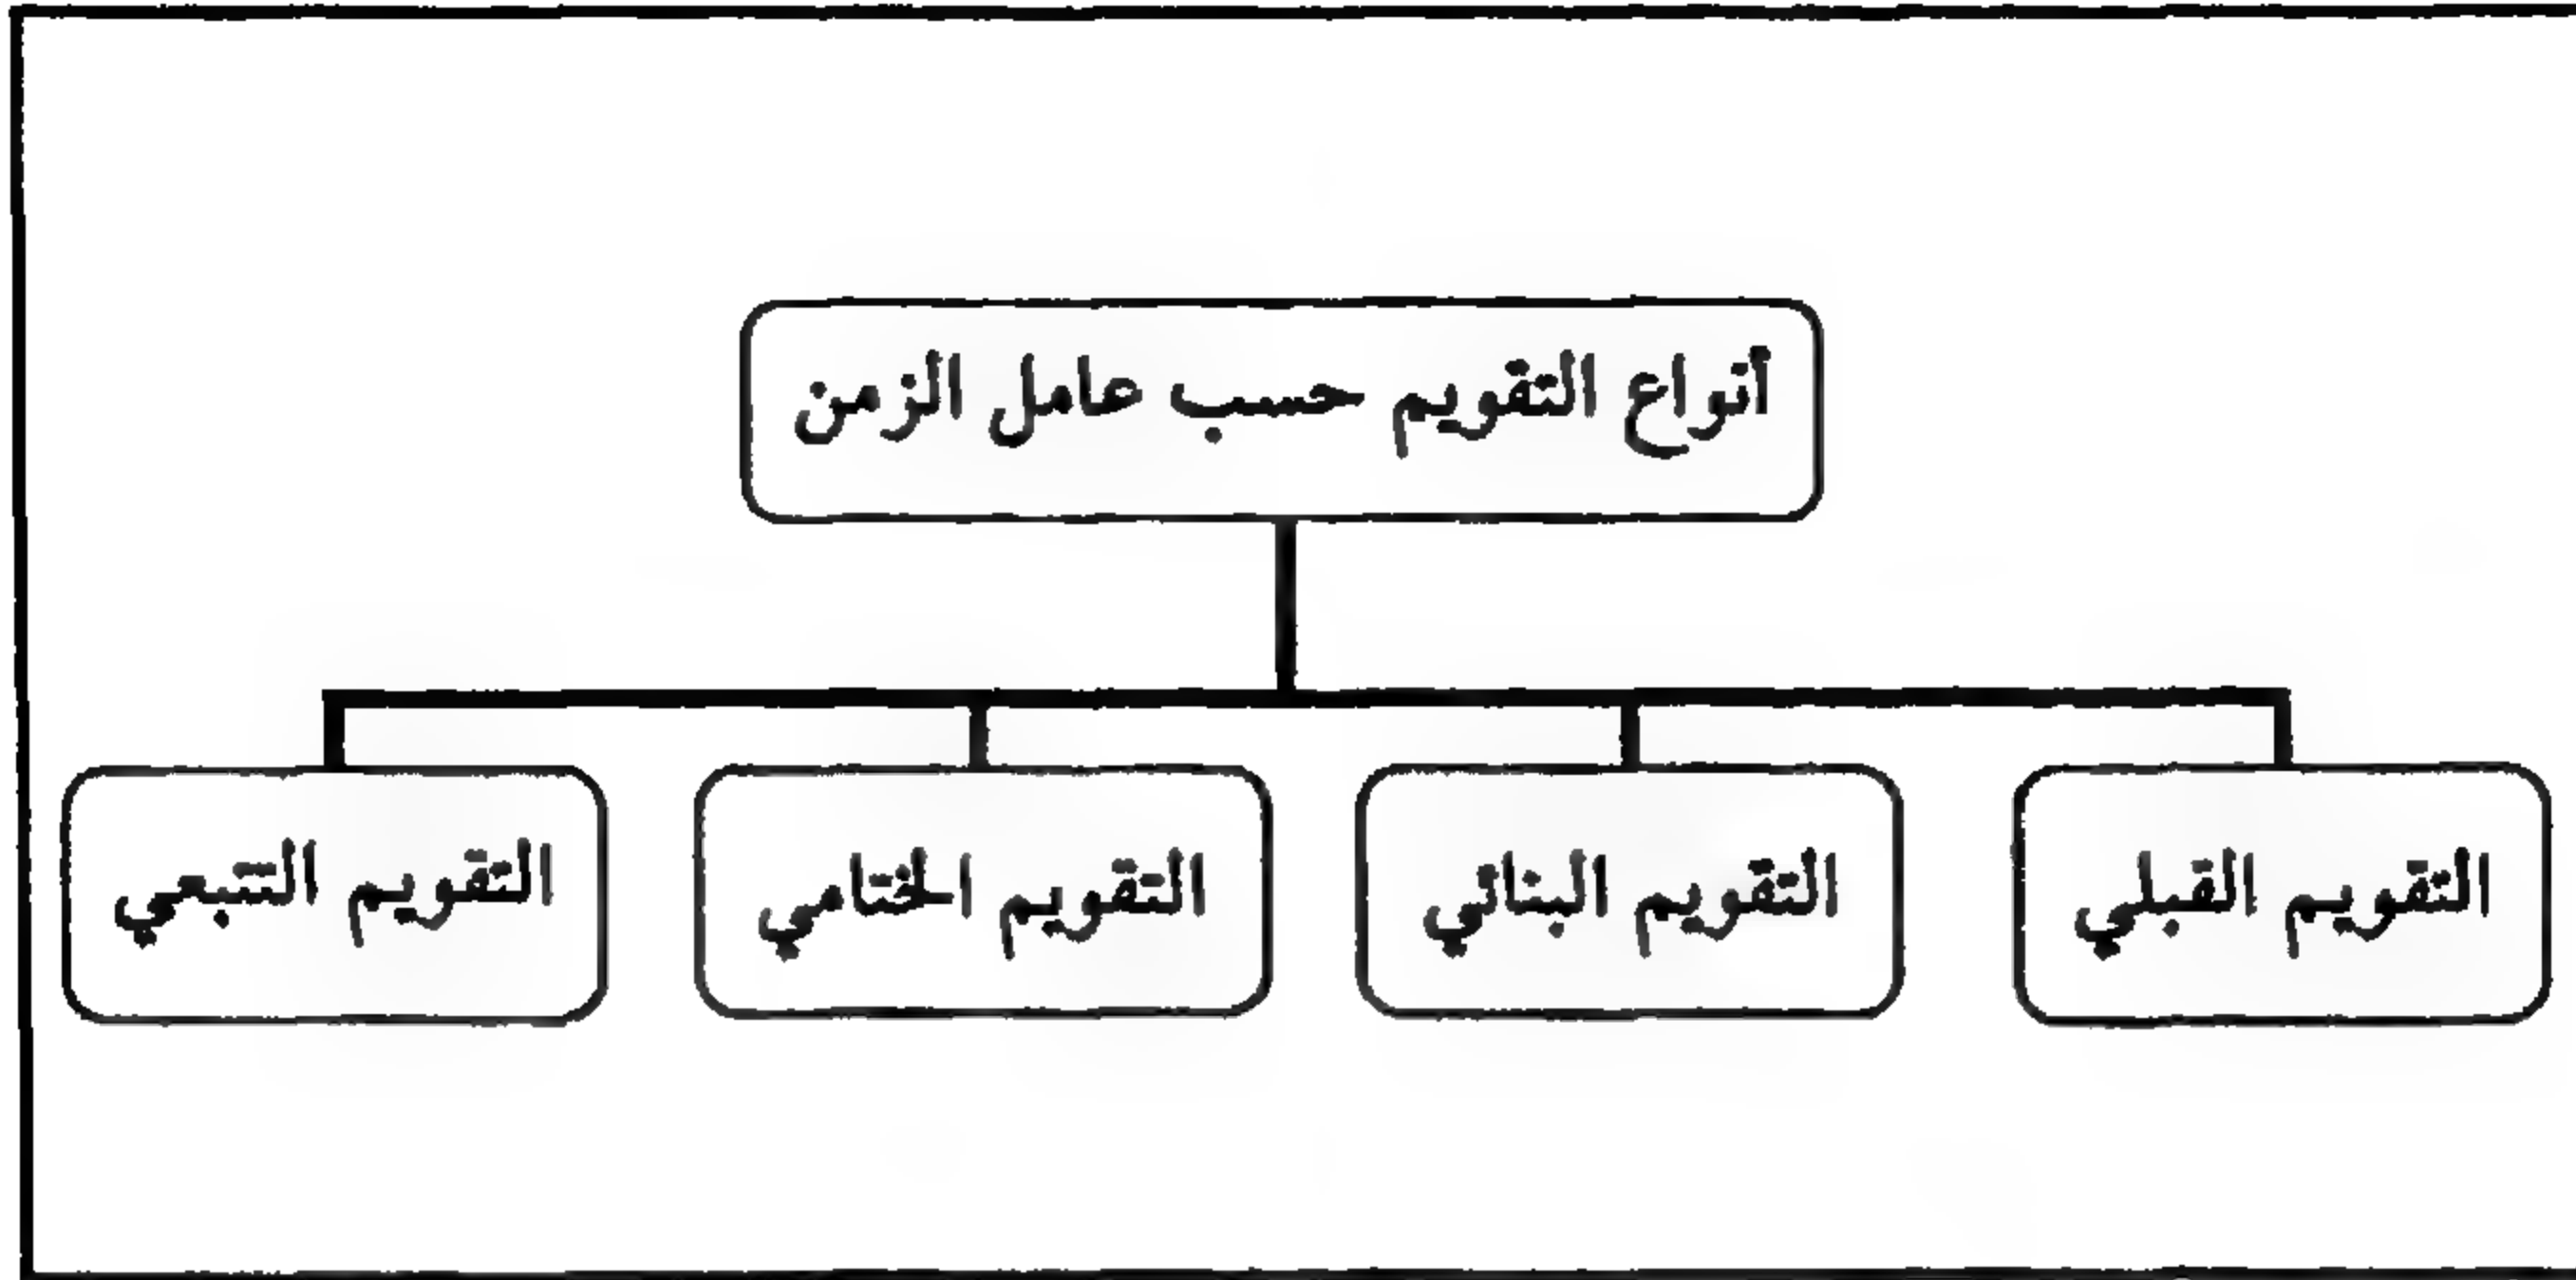 أنواع التقويم حسب عامل الزمن
التقويم القبلي
التقويم البنائي
التقويم الختامي
التقويم التتبعي